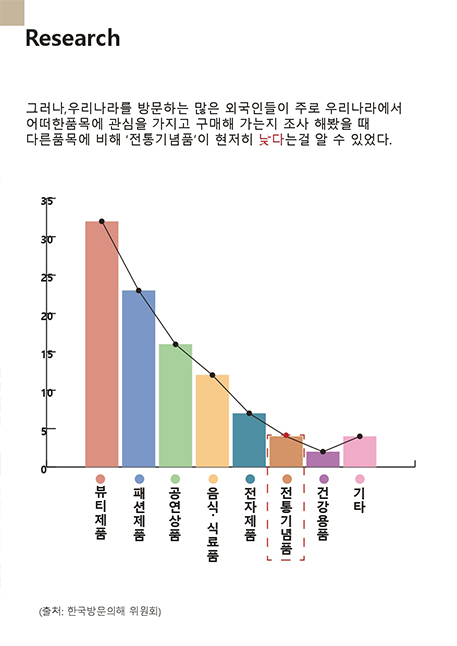 Research
그러나,우리나라를 방문하는 많은 외국인들이 주로 우리나라에서
어떠한품목에 관심을 가지고 구매해 가는지 조사 해봤을 때
다른품목에 비해 '전통기념품'이 현저히 낮다는걸 알 수 있었다.
35
30
25
20
15
10
5
0
뷰티제품
패션제품
공연상품
음식·식료품
전자제품
전통기념품
건강용품
기타
(출처: 한국방문의해 위원회)